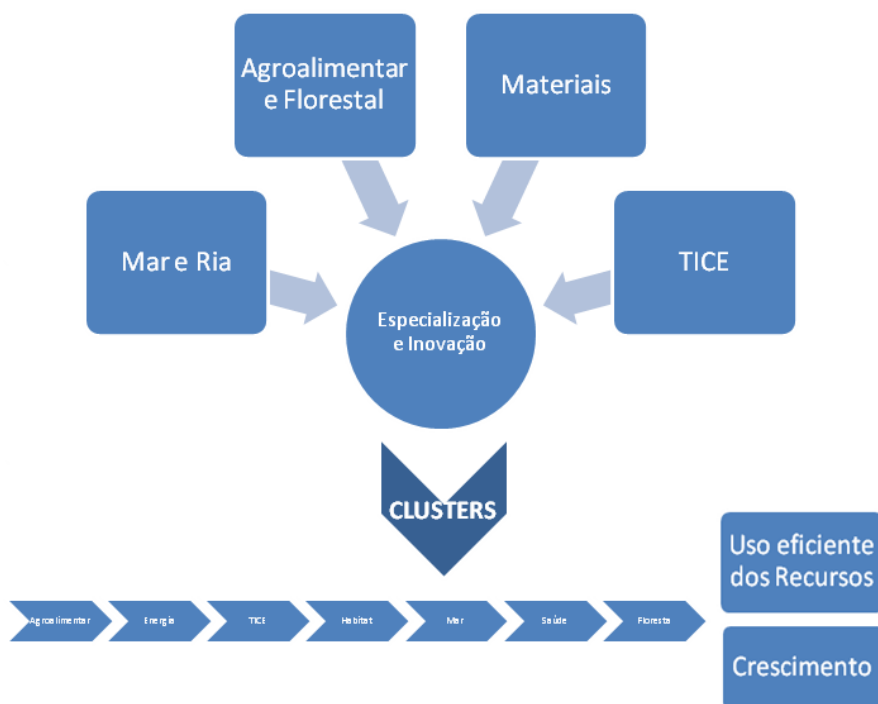 Agroalimentar
e Florestal
Materiais
Mar e Ria
TICE
Especialização
e Inovação
CLUSTERS
Uso eficiente
dos Recursos
Agroalimentar
Energia
TICE
Habitat
Mar
Saúde
Floresta
Crescimento